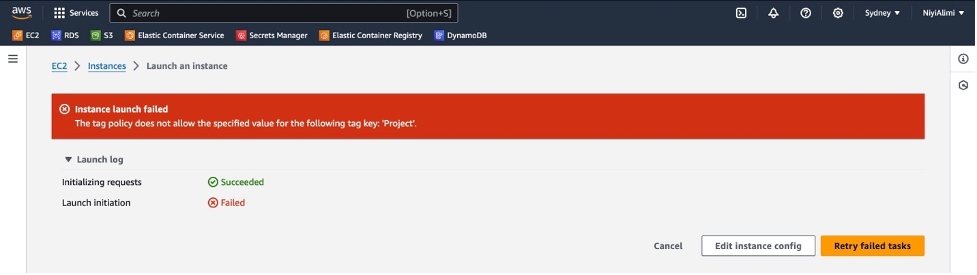 aws Services Search [Option+S] Sydney NiyiAlimi
EC2 RDS S3 Elastic Container Service Secrets Manager Elastic Container Registry DynamoDB
EC2 > Instances > Launch an instance
Instance launch failed
The tag policy does not allow the specified value for the following tag key: 'Project'.
Launch log
Initializing requests Succeeded
Launch initiation Failed
Cancel Edit instance config Retry failed tasks